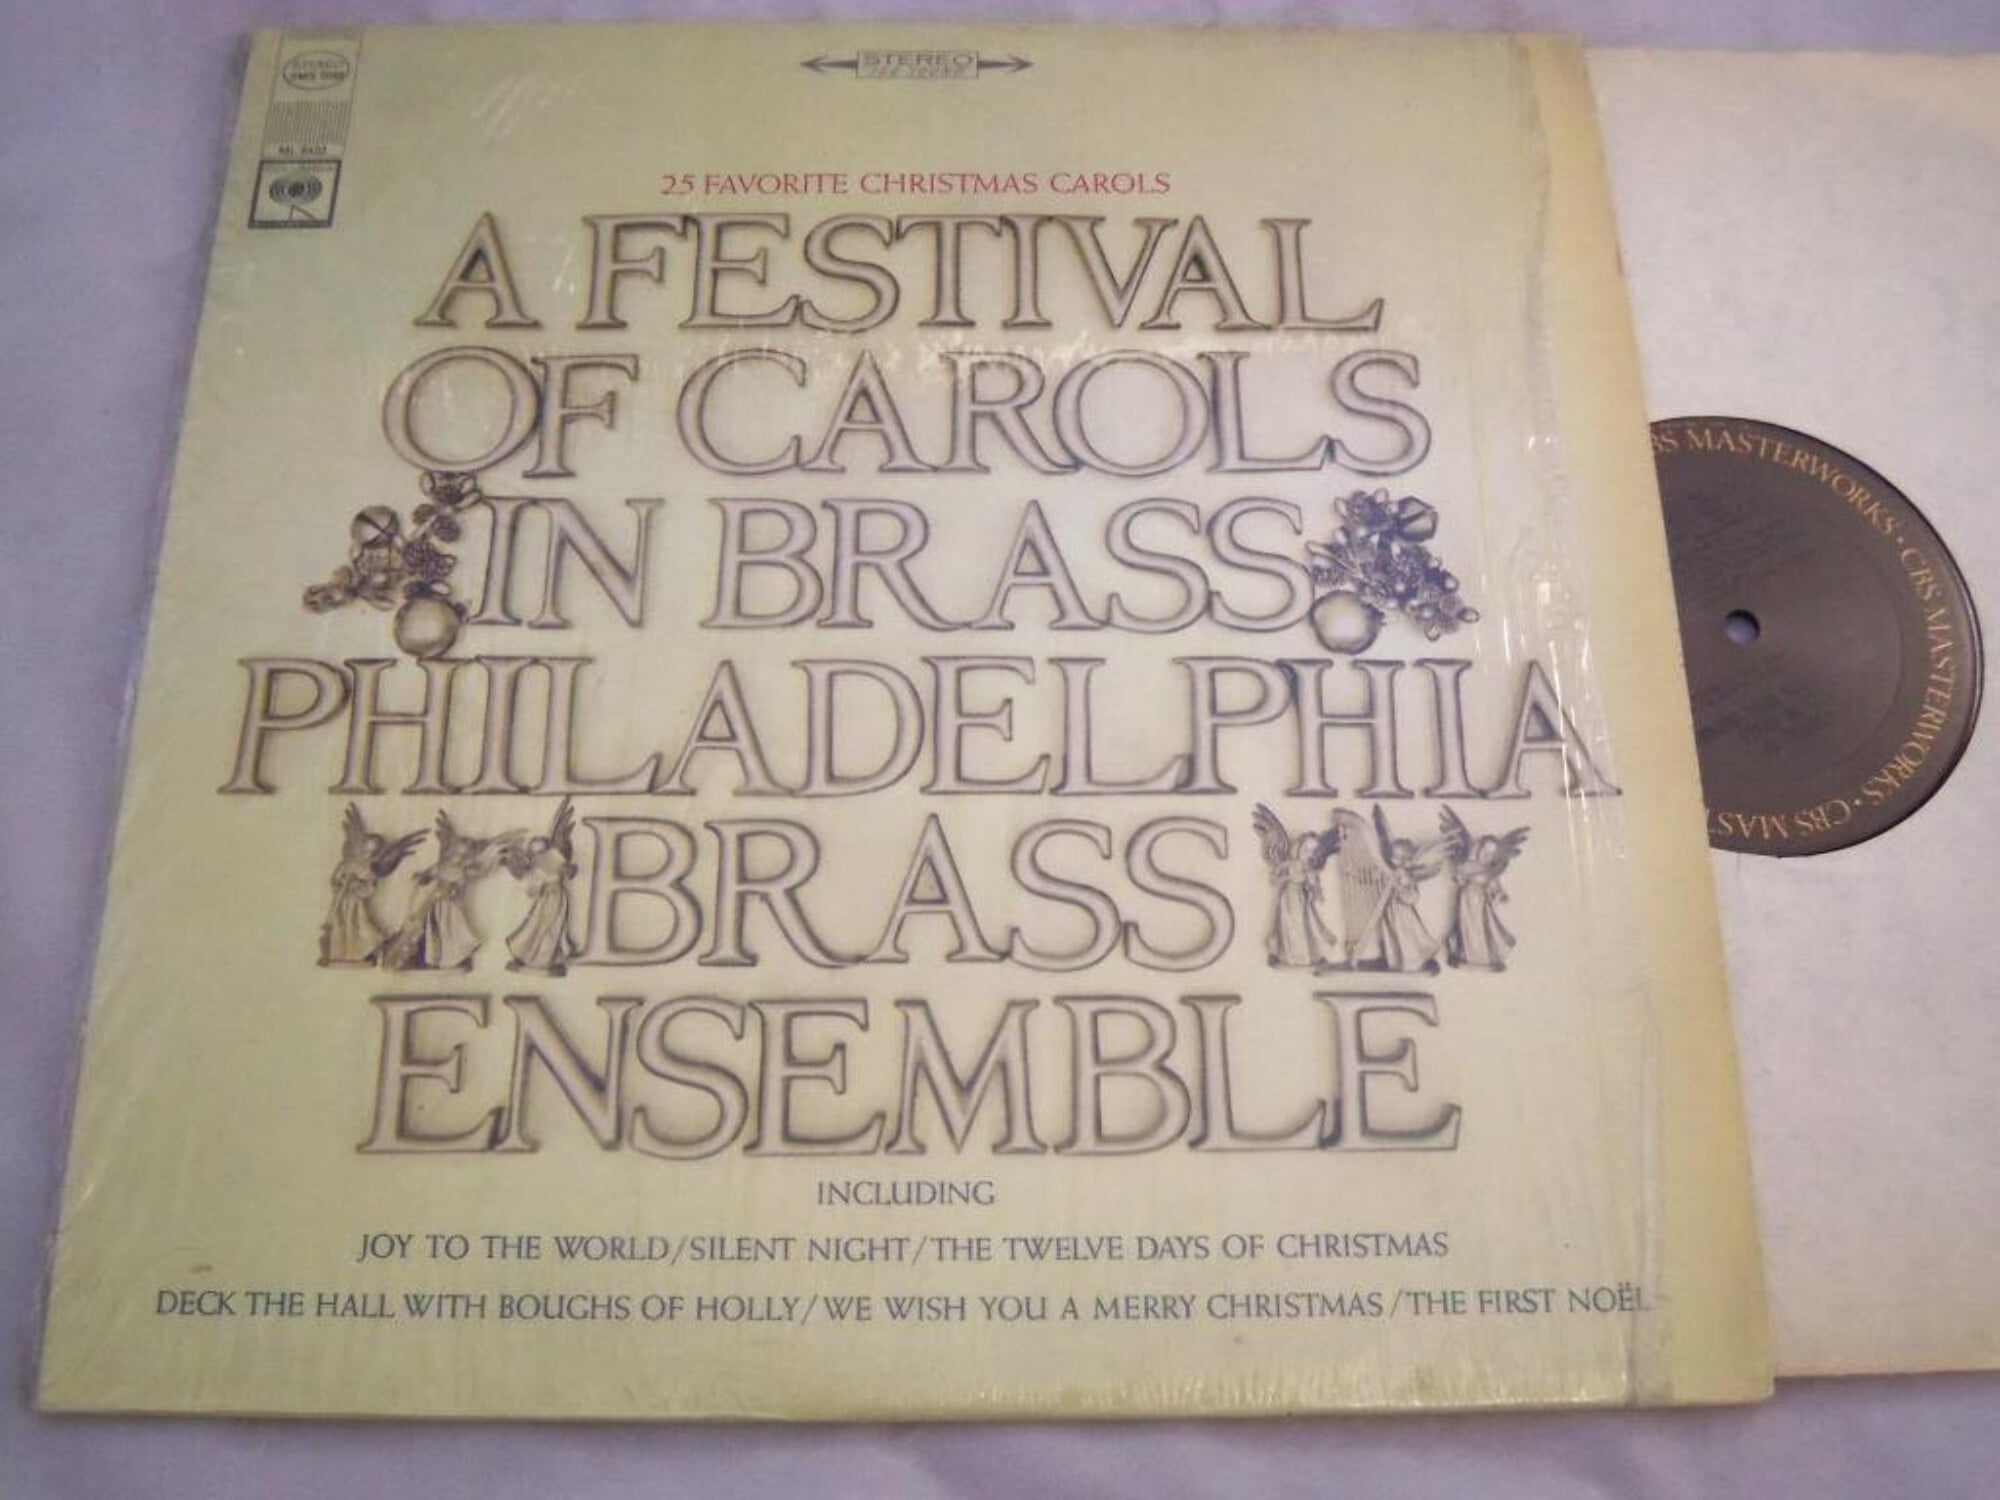 STEREO
STEREO
25 FAVORITE CHRISTMAS CAROLS
A FESTIVAL
OF CAROLS
IN BRASS
PHILADELPHIA
BRASS
ENSEMBLE
INCLUDING
JOY TO THE WORLD/SILENT NIGHT/THE TWELVE DAYS OF CHRISTMAS
DECK THE HALL WITH BOUGHS OF HOLLY/WE WISH YOU A MERRY CHRISTMAS/THE FIRST NOËL
MASTERWORKS · CBS MASTERWORKS · CBS